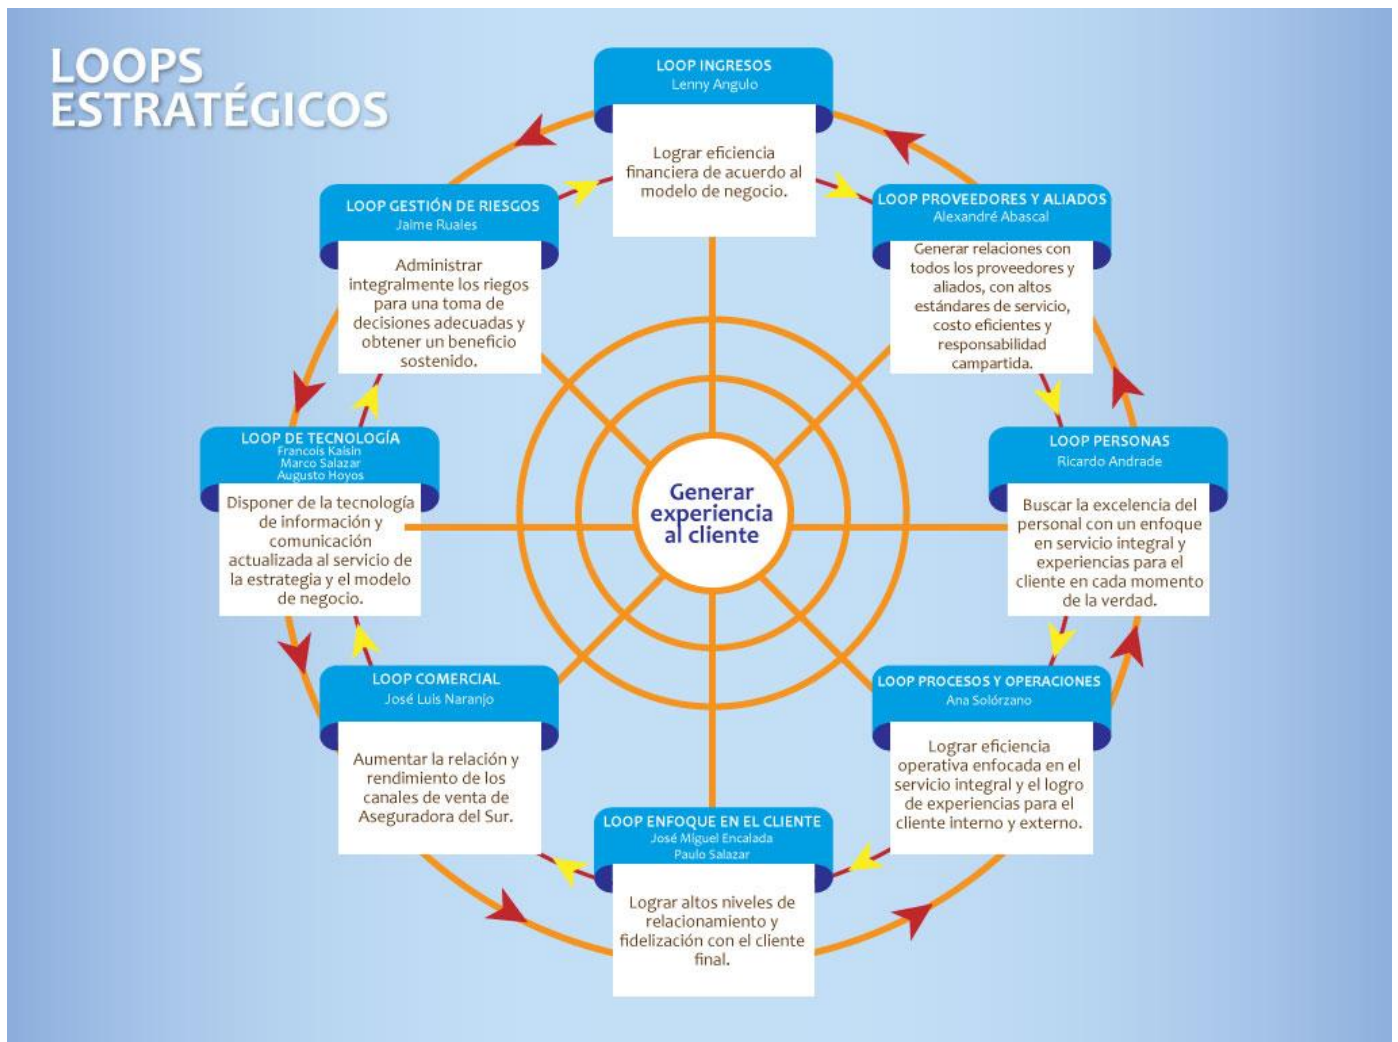 LOOPS
ESTRATÉGICOS
LOOP INGRESOS
Lenny Angulo
Lograr eficiencia
financiera de acuerdo al
modelo de negocio.
LOOP PROVEEDORES Y ALIADOS
Alexandré Abascal
Generar relaciones con
todos los proveedores y
aliados, con altos
estándares de servicio,
costo eficientes y
responsabilidad
campartida.
LOOP PERSONAS
Ricardo Andrade
Buscar la excelencia del
personal con un enfoque
en servicio integral y
experiencias para el
cliente en cada momento
de la verdad.
LOOP PROCESOS Y OPERACIONES
Ana Solórzano
Lograr eficiencia
operativa enfocada en el
servicio integral y el logro
de experiencias para el
cliente interno y externo.
LOOP ENFOQUE EN EL CLIENTE
José Miguel Encalada
Paulo Salazar
Lograr altos niveles de
relacionamiento y
fidelización con el cliente
final.
LOOP COMERCIAL
José Luis Naranjo
Aumentar la relación y
rendimiento de los
canales de venta de
Aseguradora del Sur.
LOOP DE TECNOLOGÍA
Francois Kaisin
Marco Salazar
Augusto Hoyos
Disponer de la tecnología
de información y
comunicación
actualizada al servicio de
la estrategia y el modelo
de negocio.
LOOP GESTIÓN DE RIESGOS
Jaime Ruales
Administrar
integralmente los riegos
para una toma de
decisiones adecuadas y
obtener un beneficio
sostenido.
Generar
experiencia
al cliente